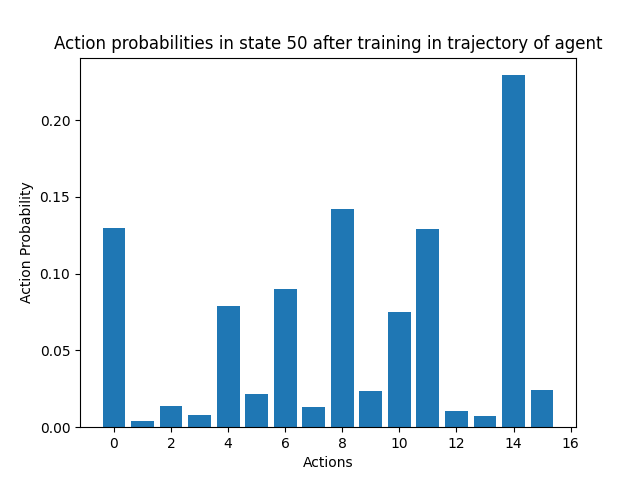 Action probabilities in state 50 after training in trajectory of agent
0.20
0.15
0.10
0.05
0.00
Action Probability
0 2 4 6 8 10 12 14 16
Actions